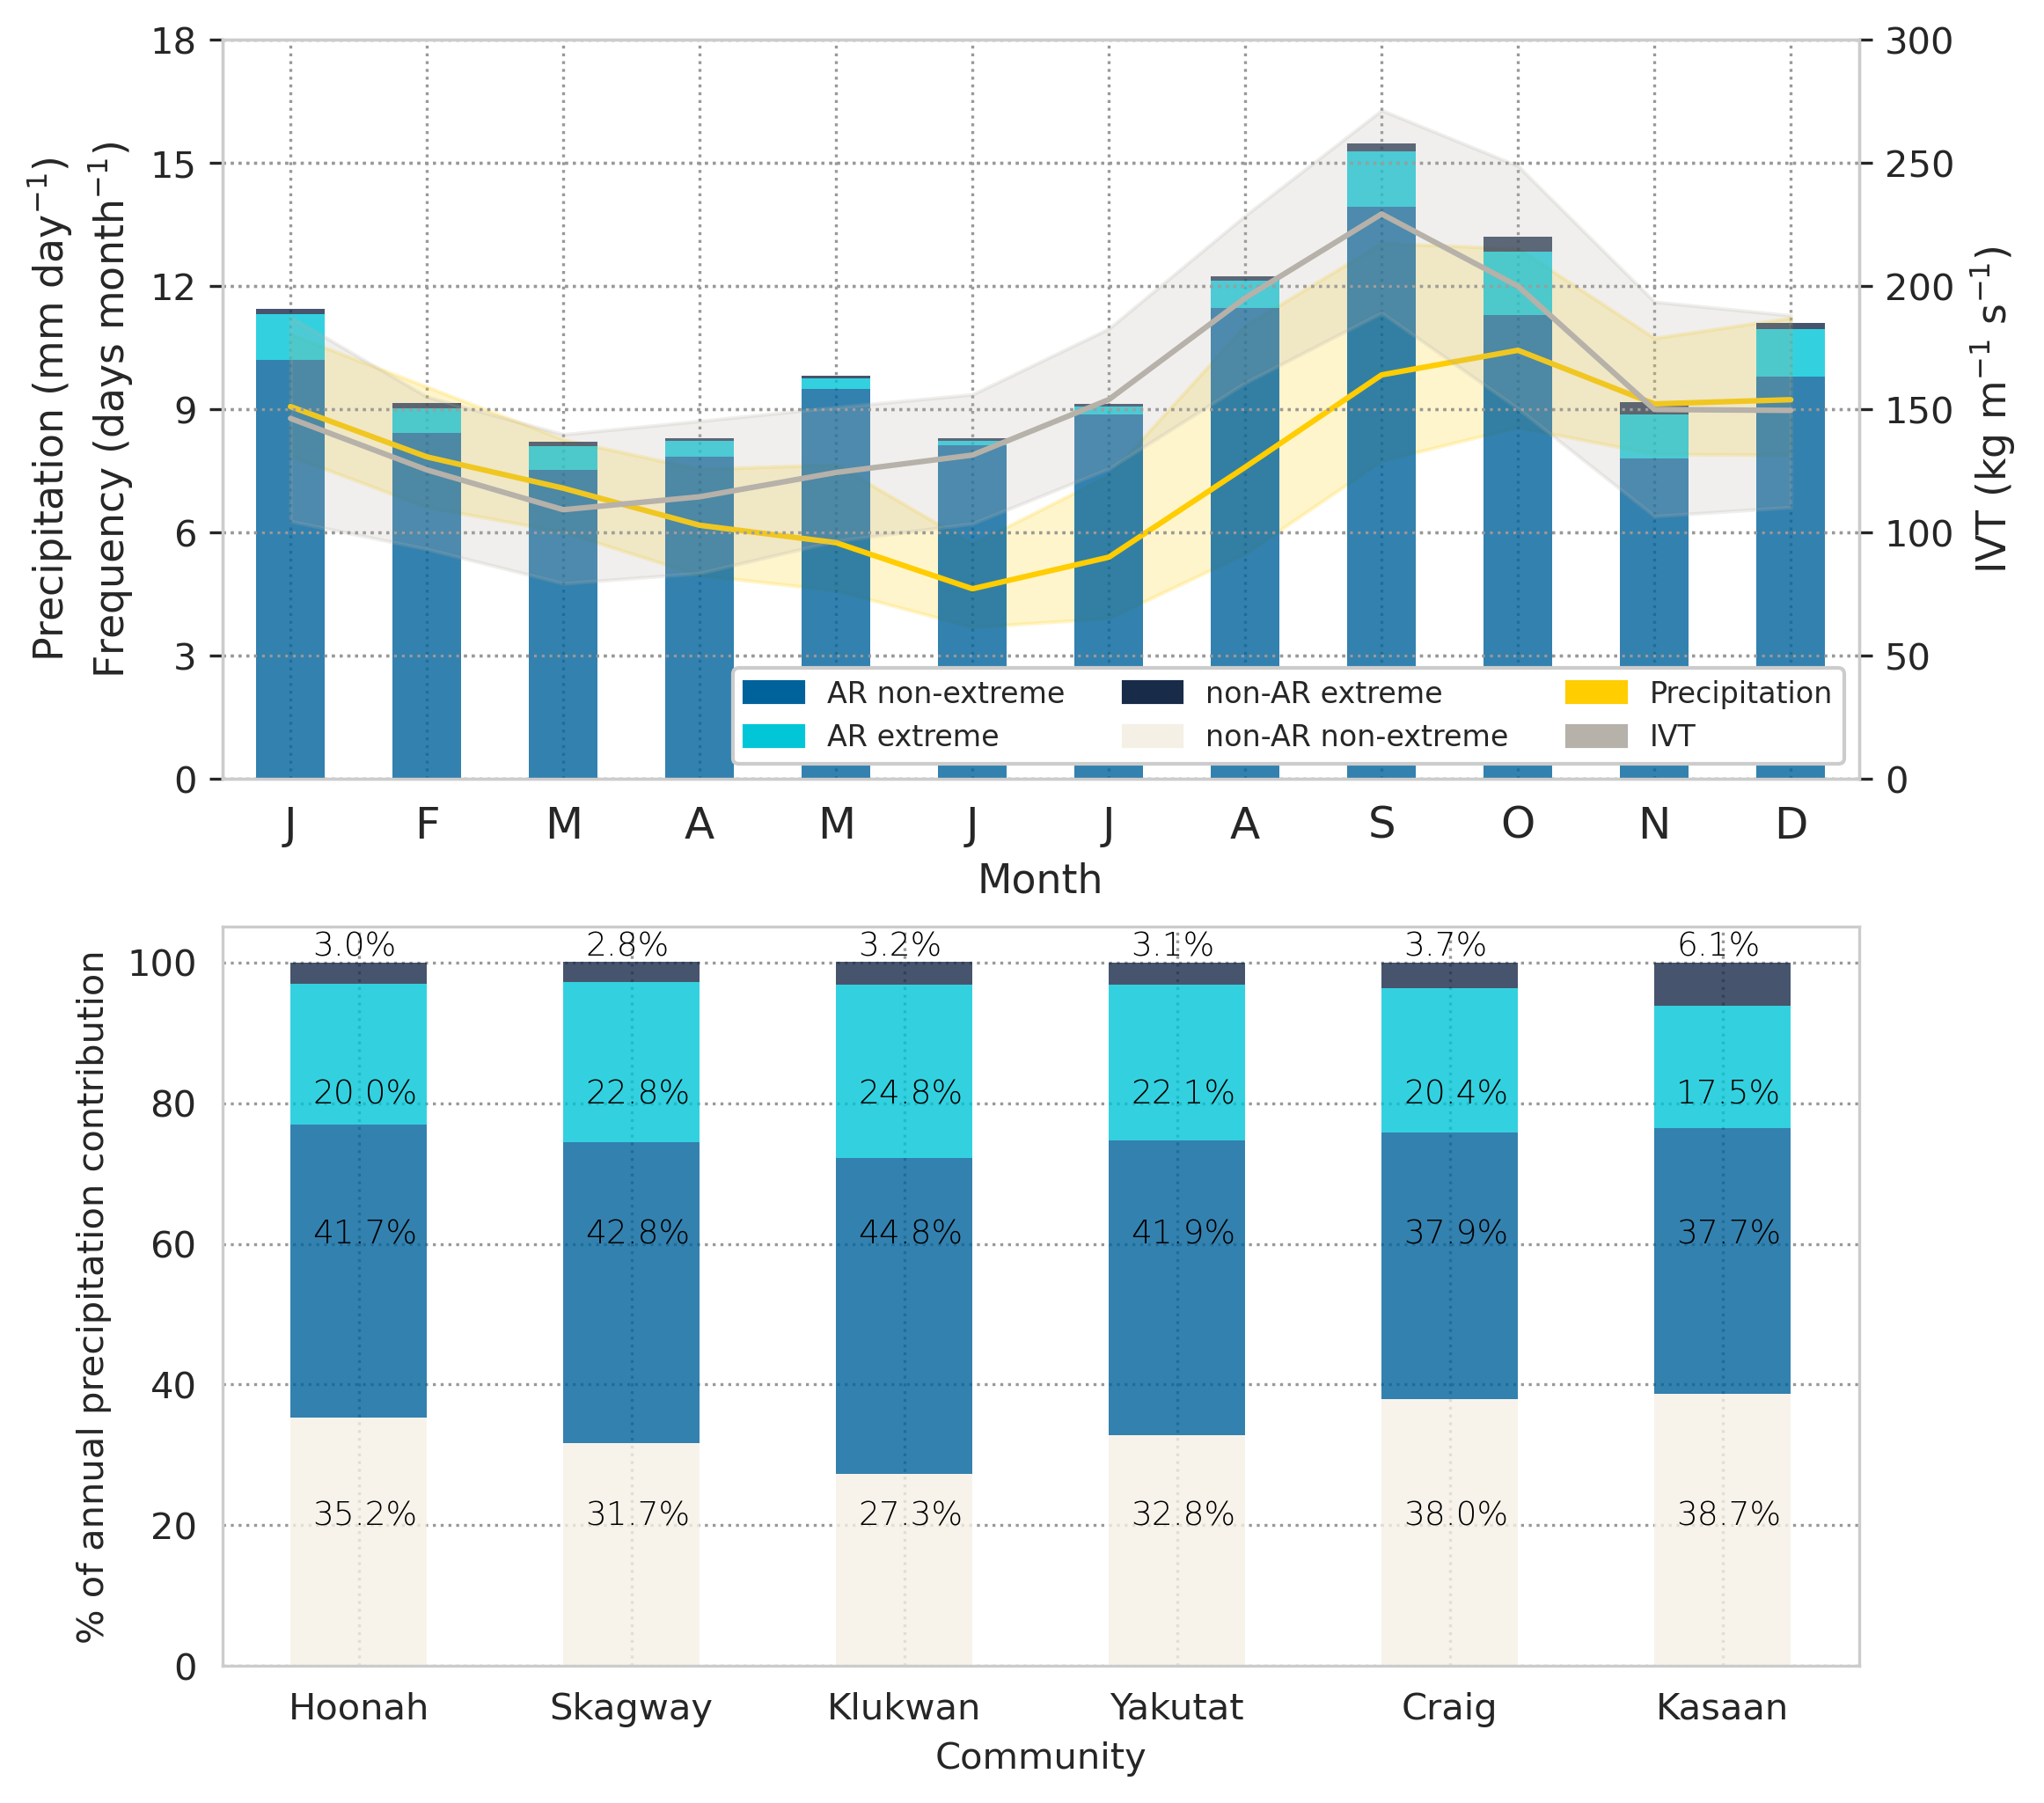 Precipitation (mm day⁻¹)
Frequency (days month⁻¹)
18
15
12
9
6
3
0
300
250
200
150
100
50
0
IVT (kg m⁻¹ s⁻¹)
AR non-extreme
AR extreme
non-AR extreme
non-AR non-extreme
Precipitation
IVT
J F M A M J J A S O N D
Month
% of annual precipitation contribution
100
80
60
40
20
0
3.0% 2.8% 3.2% 3.1% 3.7% 6.1%
20.0% 22.8% 24.8% 22.1% 20.4% 17.5%
41.7% 42.8% 44.8% 41.9% 37.9% 37.7%
35.2% 31.7% 27.3% 32.8% 38.0% 38.7%
Hoonah Skagway Klukwan Yakutat Craig Kasaan
Community